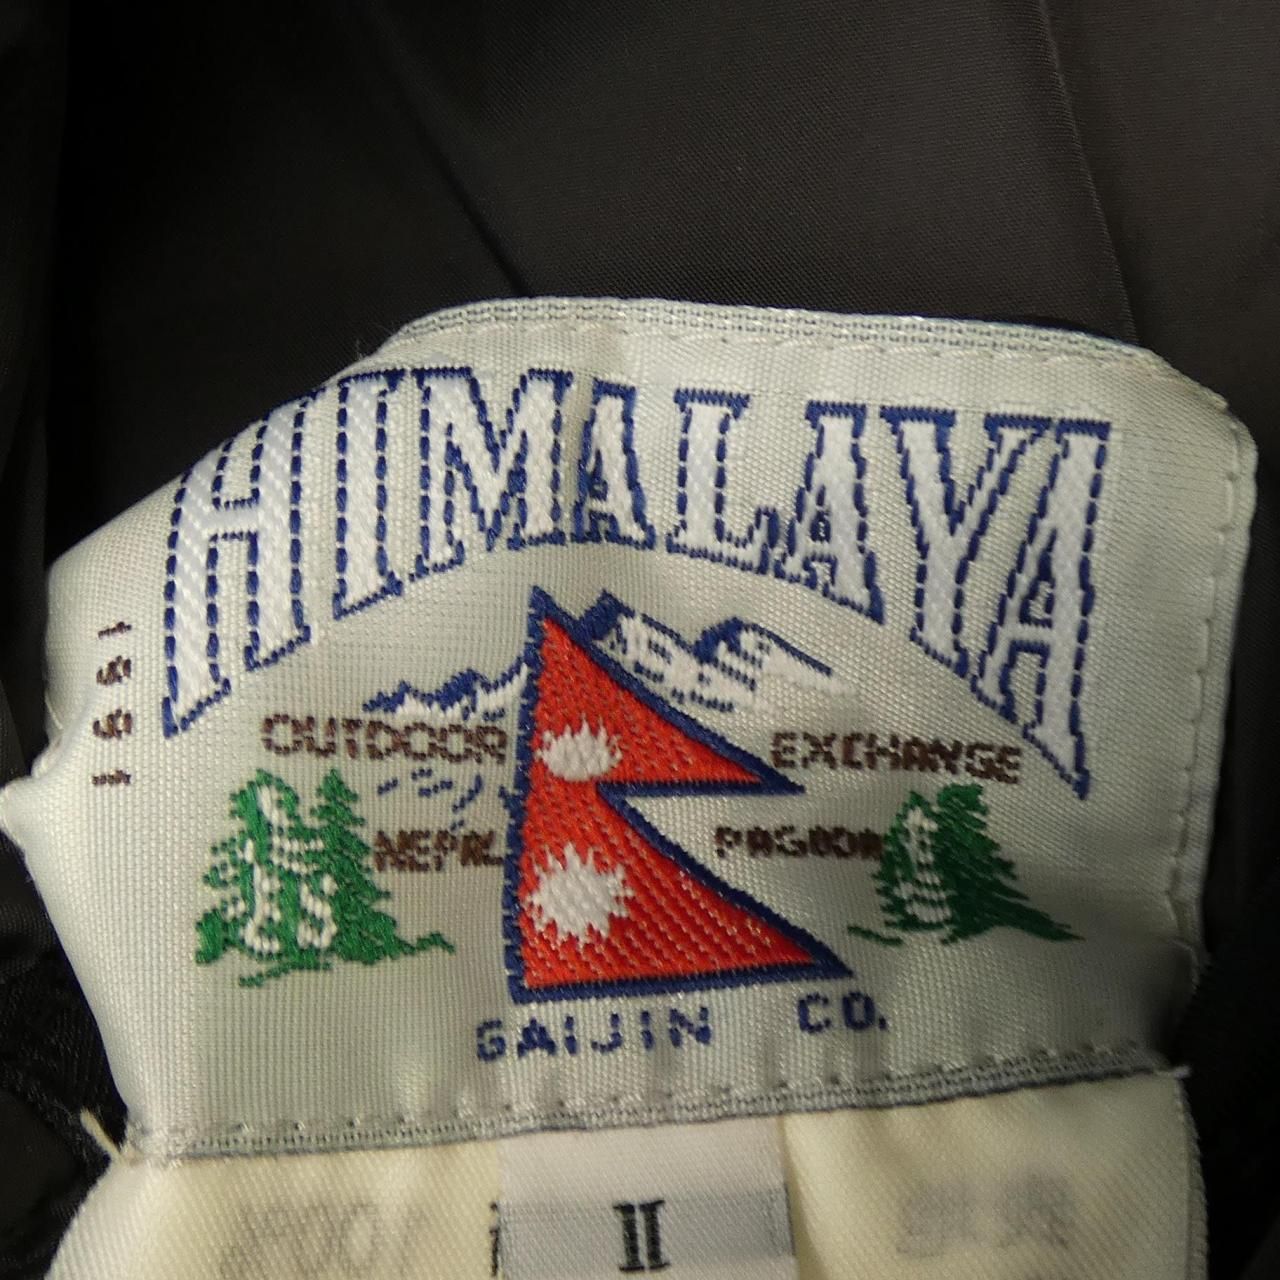 HIMALAYA
1991
OUTDOOR EXCHANGE
NEPAL PAGODA
GAIJIN CO.
II